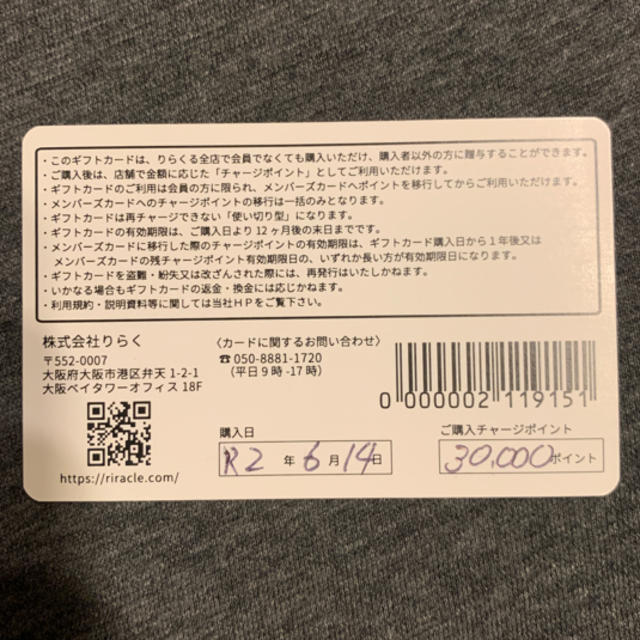 ・このギフトカードは、りらくる全店で会員でなくても購入いただけ、購入者以外の方に贈与することができます。
・ご購入後は、店舗で金額に応じた「チャージポイント」としてご利用いただけます。
・ギフトカードのご利用は会員の方に限られ、メンバーズカードへポイントを移行してからご利用いただけます。
・メンバーズカードへのチャージポイントの移行は一括のみとなります。
・ギフトカードは再チャージできない「使い切り型」になります。
・ギフトカードの有効期限は、ご購入日より12ヶ月後の末日までです。
・メンバーズカードに移行した際のチャージポイントの有効期限は、ギフトカード購入日から1年後又は
メンバーズカードの残チャージポイント有効期限日の、いずれか長い方が有効期限日になります。
・ギフトカードを盗難・紛失又は改ざんされた際には、再発行はいたしかねます。
・いかなる場合もギフトカードの返金・換金には応じかねます。
・利用規約・説明資料等に関しては当社HPをご覧下さい。
株式会社りらく
〒552-0007
大阪府大阪市港区弁天 1-2-1
大阪ベイタワーオフィス 18F
https://riracle.com/
〈カードに関するお問い合わせ〉
☎050-8881-1720
（平日9時-17時）
0 000002 119151
購入日
R2 年 6 月 14 日
ご購入チャージポイント
30,000 ポイント